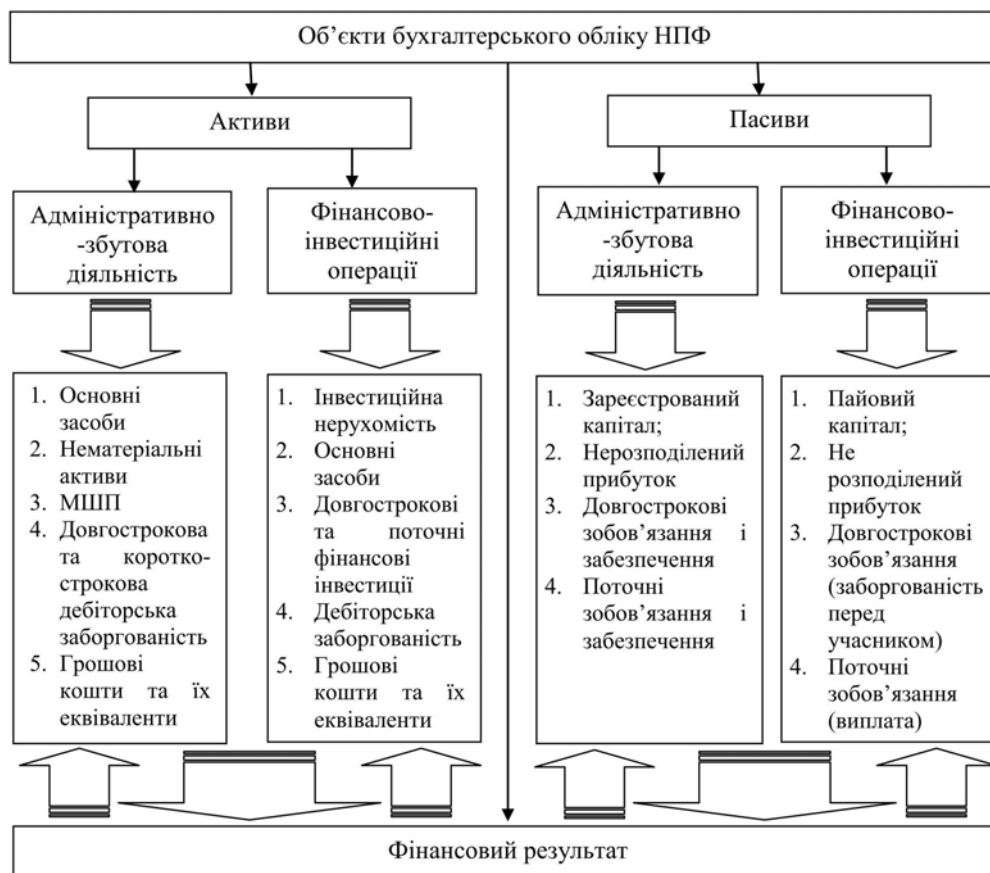 Об’єкти бухгалтерського обліку НПФ
Активи
Пасиви
Адміністративно
-збутова
діяльність
Фінансово-
інвестиційні
операції
Адміністративно
-збутова
діяльність
Фінансово-
інвестиційні
операції
1. Основні
засоби
2. Нематеріальні
активи
3. МШП
4. Довгострокова
та коротко-
строкова
дебіторська
заборгованість
5. Грошові
кошти та їх
еквіваленти
1. Інвестиційна
нерухомість
2. Основні
засоби
3. Довгострокові
та поточні
фінансові
інвестиції
4. Дебіторська
заборгованість
5. Грошові
кошти та їх
еквіваленти
1. Зареєстрований
капітал;
2. Нерозподілений
прибуток
3. Довгострокові
зобов’язання і
забезпечення
4. Поточні
зобов’язання і
забезпечення
1. Пайовий
капітал;
2. Не
розподілений
прибуток
3. Довгострокові
зобов’язання
(заборгованість
перед
учасником)
4. Поточні
зобов’язання
(виплата)
Фінансовий результат